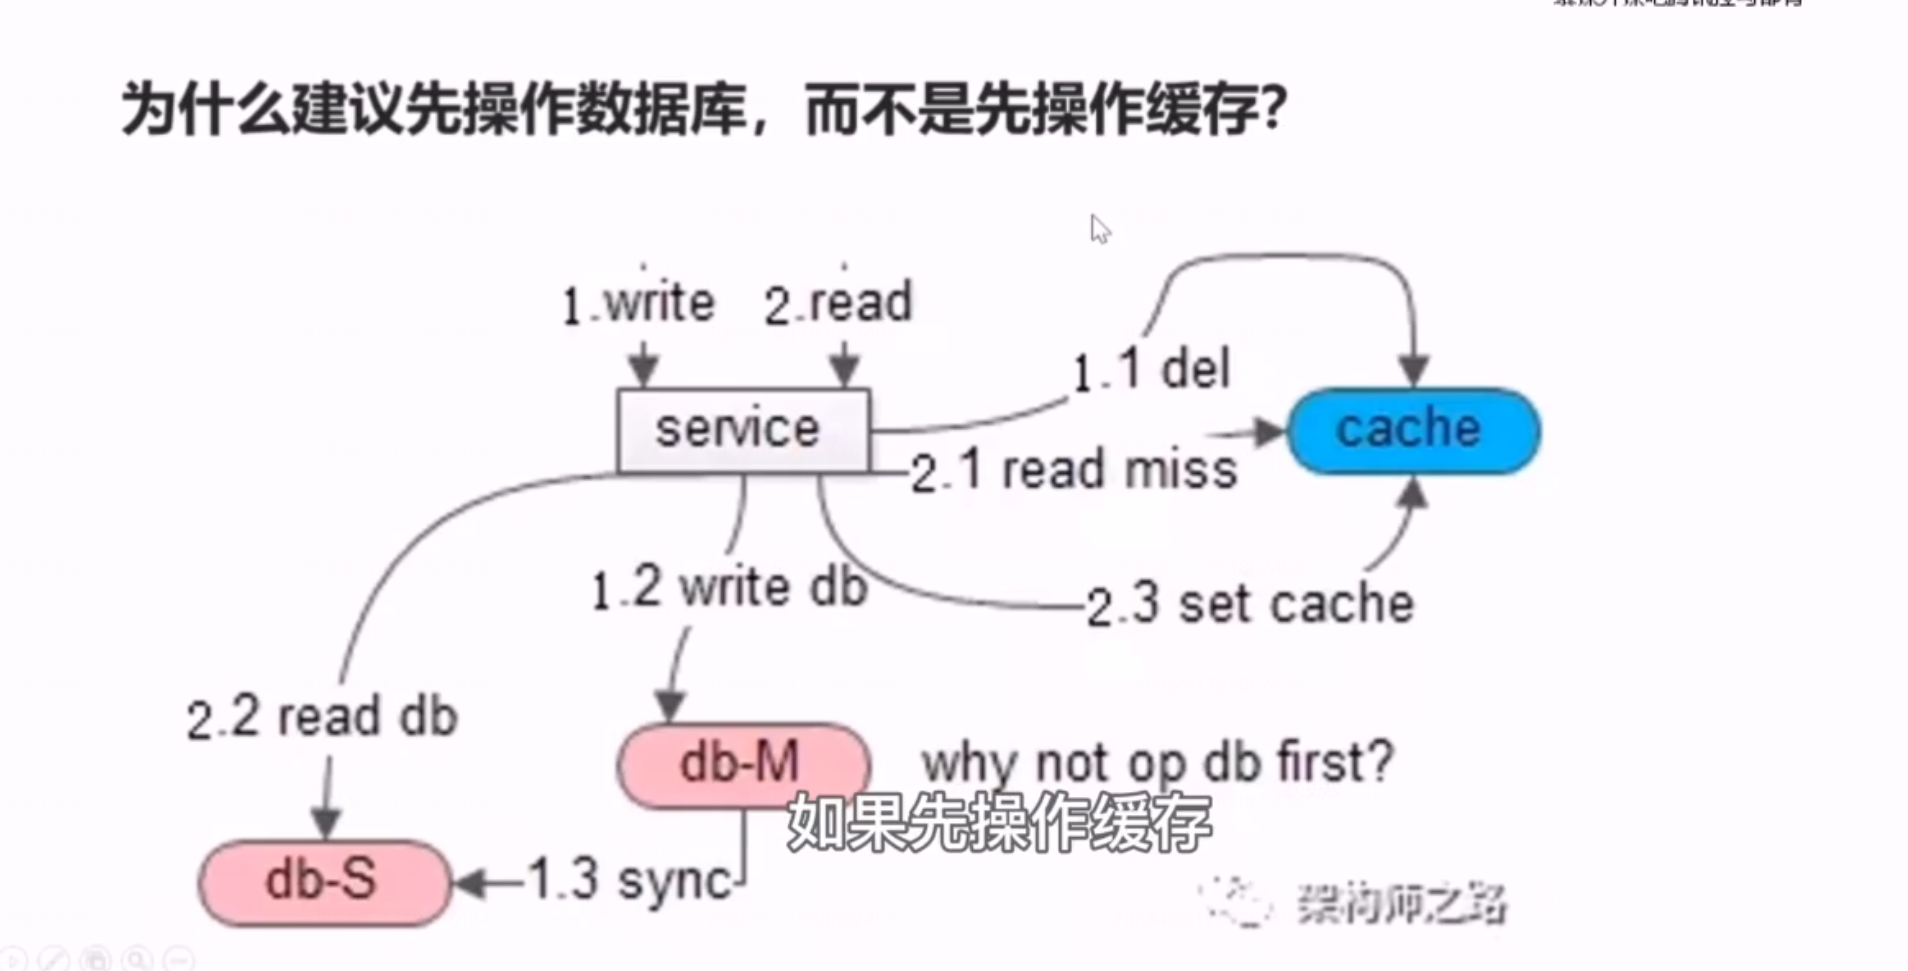 为什么建议先操作数据库，而不是先操作缓存？
1.write 2.read
1.1 del
service
cache
2.1 read miss
1.2 write db
2.3 set cache
2.2 read db
db-M
why not op db first?
如果先操作缓存
db-S
1.3 sync
架构师之路